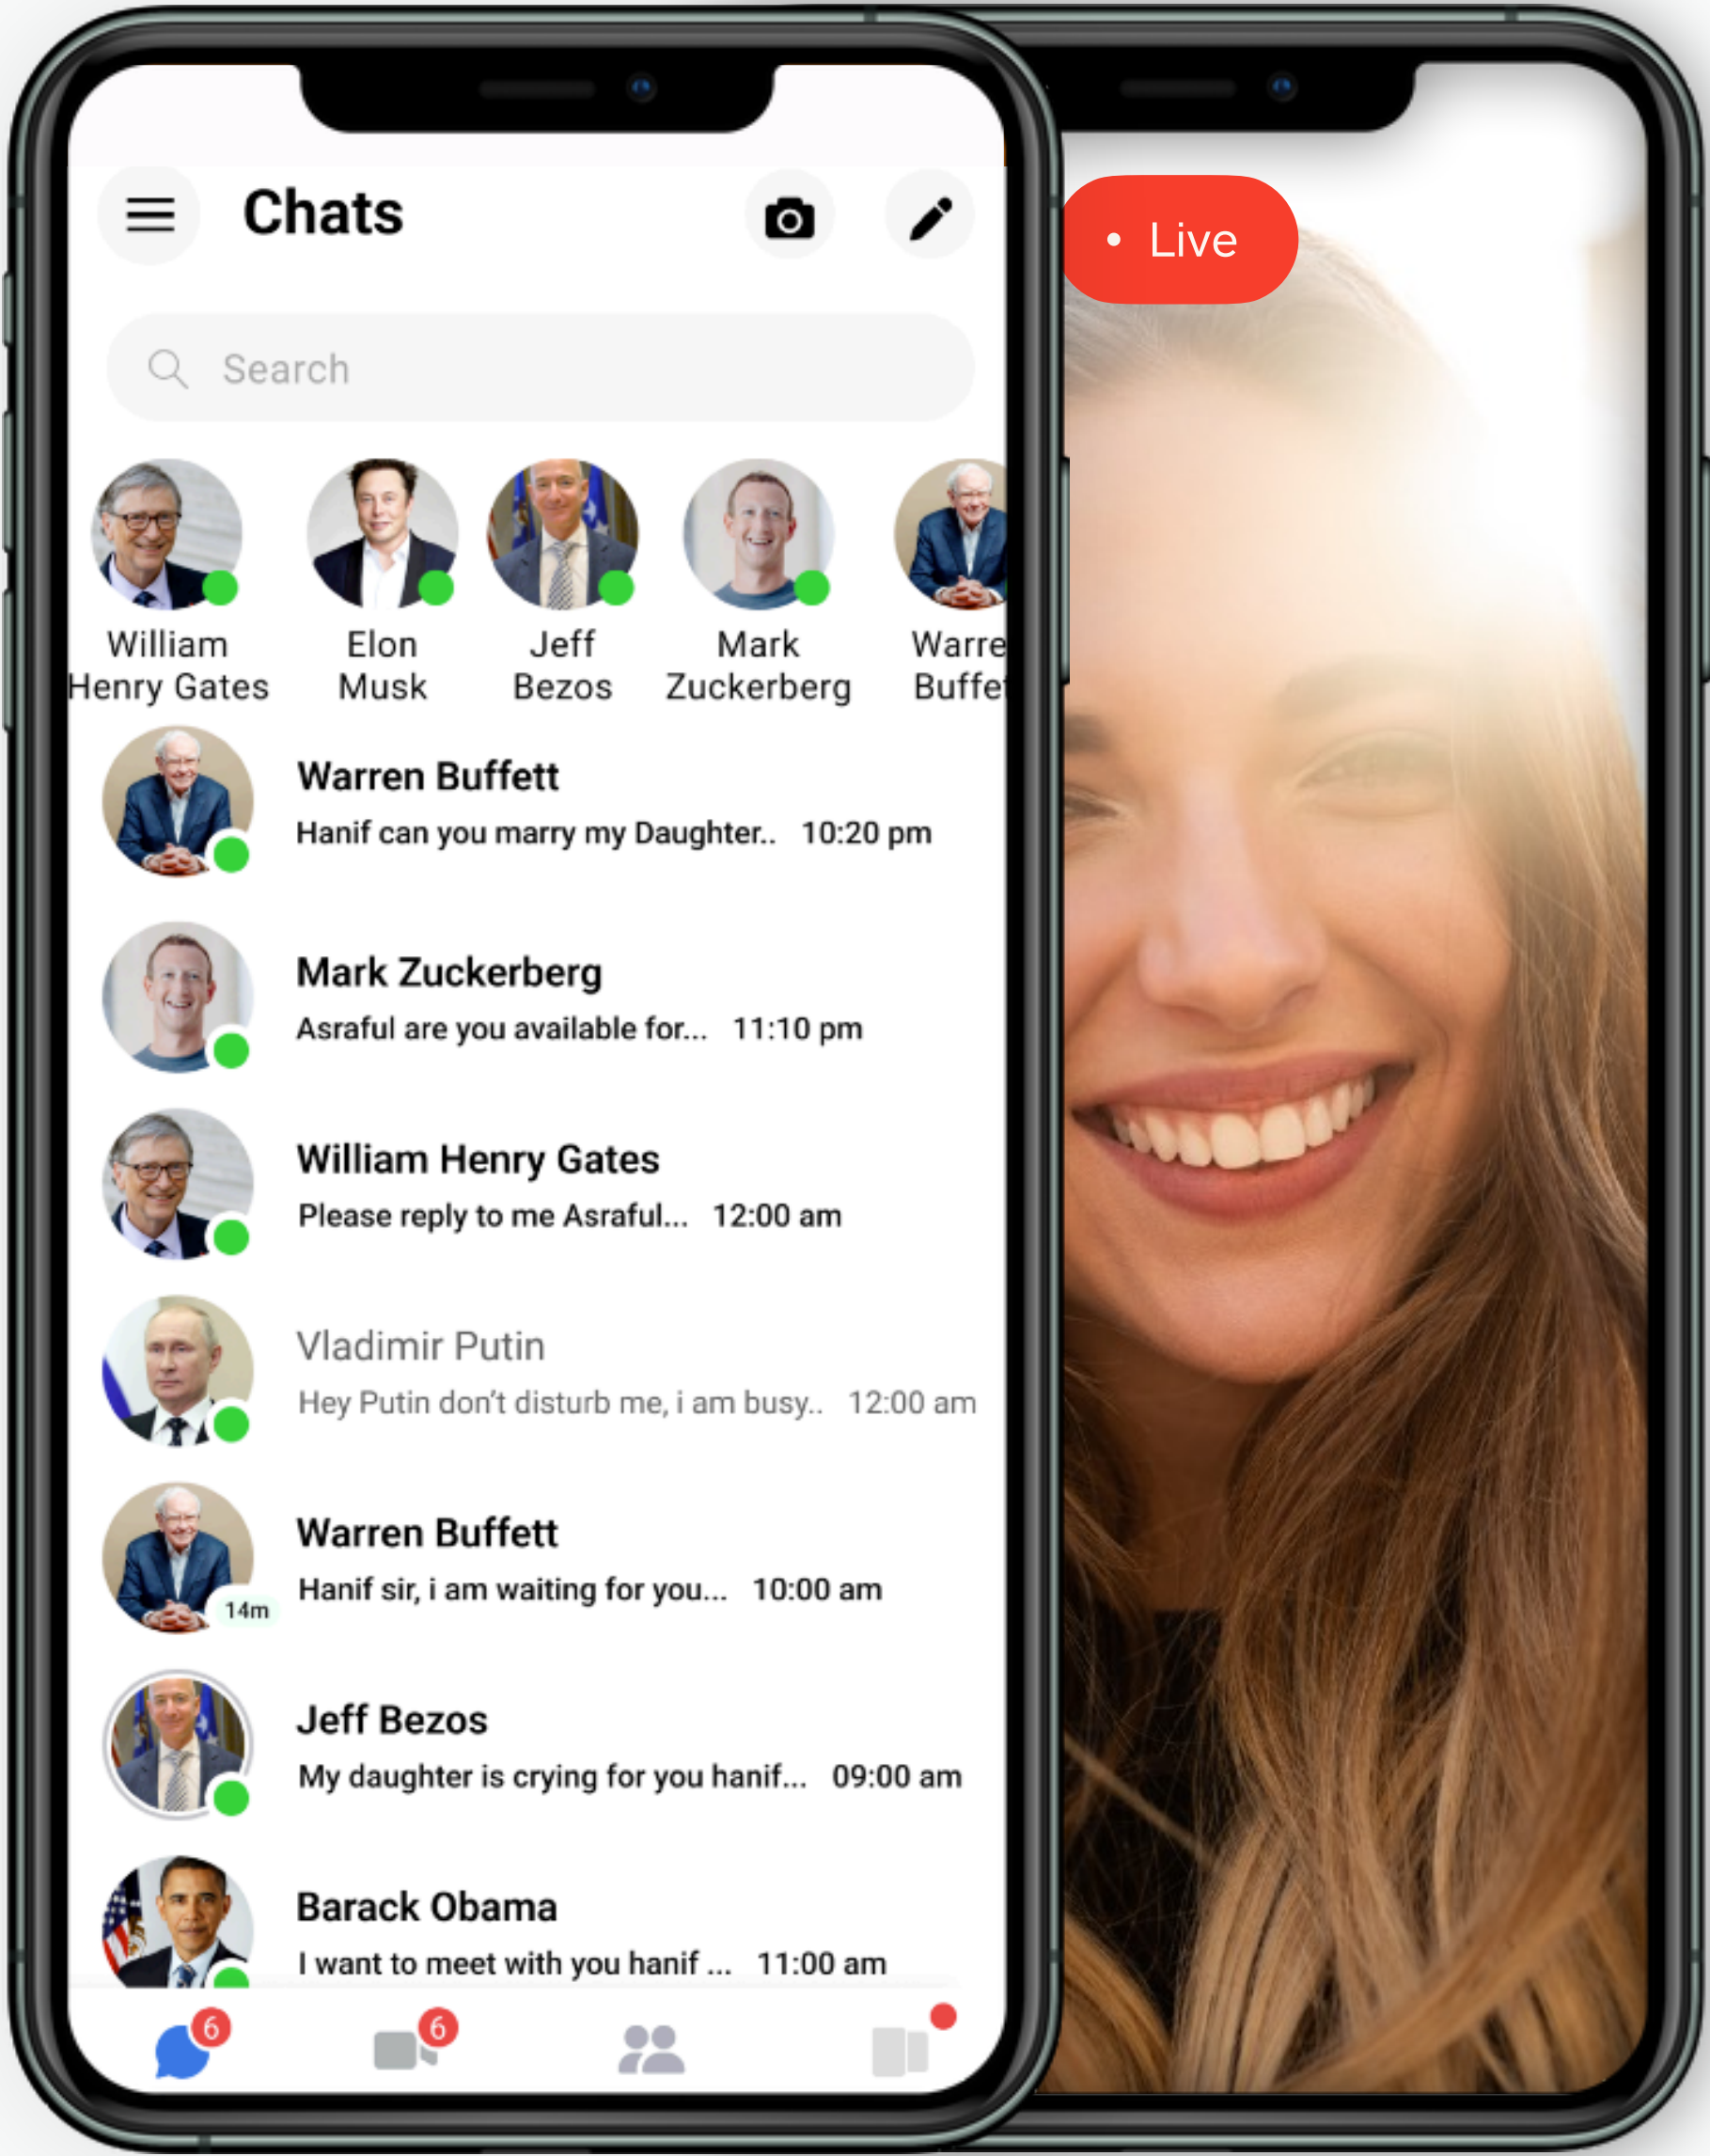 Chats
Live
Search
William
Henry Gates
Elon
Musk
Jeff
Bezos
Mark
Zuckerberg
Warre
Buffe
Warren Buffett
Hanif can you marry my Daughter.. 10:20 pm
Mark Zuckerberg
Asraful are you available for... 11:10 pm
William Henry Gates
Please reply to me Asraful... 12:00 am
Vladimir Putin
Hey Putin don’t disturb me, i am busy.. 12:00 am
Warren Buffett
Hanif sir, i am waiting for you... 10:00 am
14m
Jeff Bezos
My daughter is crying for you hanif... 09:00 am
Barack Obama
I want to meet with you hanif ... 11:00 am
6
6